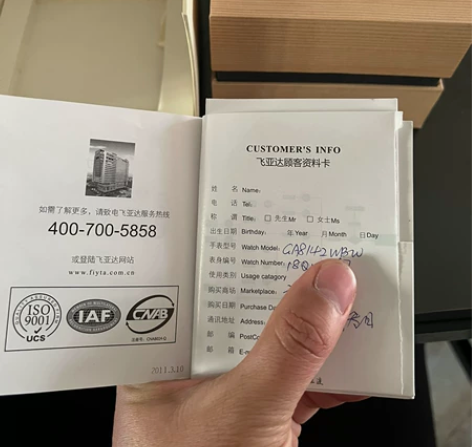 如需了解更多，请致电飞亚达服务热线
400-700-5858
或登陆飞亚达网站
www.fiyta.com.cn
ISO
9001
UCS
IAF
CNAB
2011.3.10
CUSTOMER'S INFO
飞亚达顾客资料卡
姓 名 Name:
电 话 Tel:
称 谓 Title: □ 先生Mr □ 女士Ms
出生日期 Birthday: 年Year 月Month 日Day
手表型号 Watch Model: GA8142WBW
表身编号 Watch Number: 18Q
使用类别 Usage catagory
购买商场 Marketplace:
购买日期 Purchase Da
通讯地址 Address:
邮 编 PostCo
邮 箱 E-m